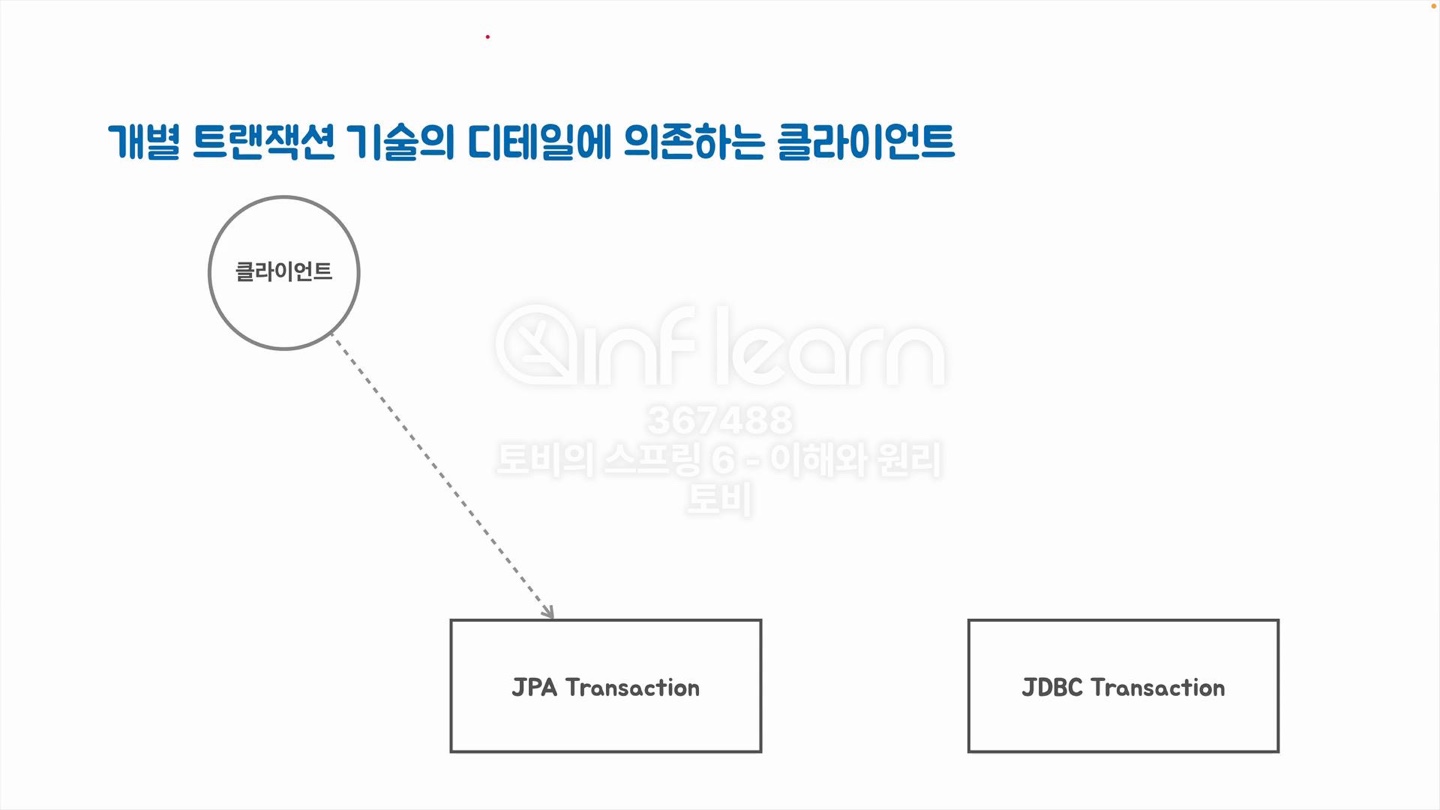 개별 트랜잭션 기술의 디테일에 의존하는 클라이언트
클라이언트
inflearn
367488
토비의 스프링 6 - 이해와 원리
토비
JPA Transaction
JDBC Transaction